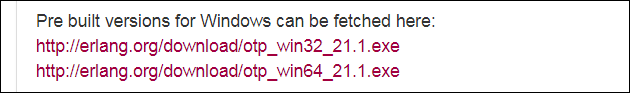 Pre built versions for Windows can be fetched here:
http://erlang.org/download/otp_win32_21.1.exe
http://erlang.org/download/otp_win64_21.1.exe